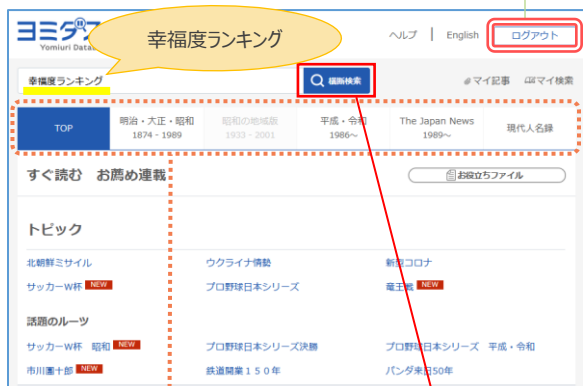 ヨミダス
Yomiuri Datab
幸福度ランキング
ヘルプ | English ログアウト
幸福度ランキング 横断検索 マイ記事 マイ検索
TOP 明治・大正・昭和 昭和の地域版 平成・令和 The Japan News 現代人名録
1874 - 1989 1933 - 2001 1986～ 1989～
すぐ読む お薦め連載 お役立ちファイル
トピック
北朝鮮ミサイル ウクライナ情勢 新型コロナ
サッカーW杯 NEW プロ野球日本シリーズ 竜王戦 NEW
話題のルーツ
サッカーW杯 昭和 NEW プロ野球日本シリーズ決勝 プロ野球日本シリーズ 平成・令和
市川團十郎 NEW 鉄道開業１５０年 パンダ来日50年